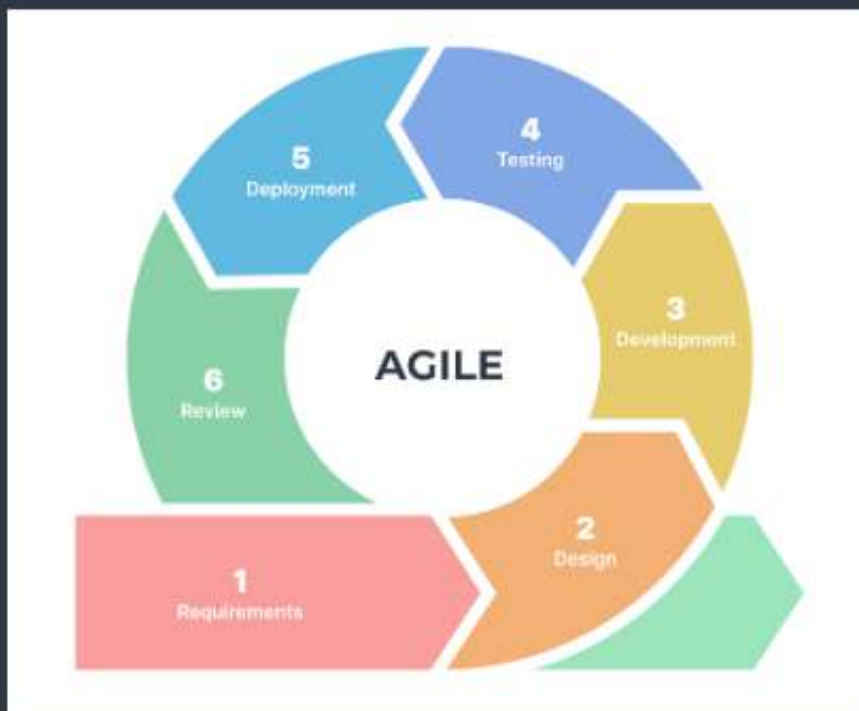 1
Requirements
2
Design
3
Development
4
Testing
5
Deployment
6
Review
AGILE